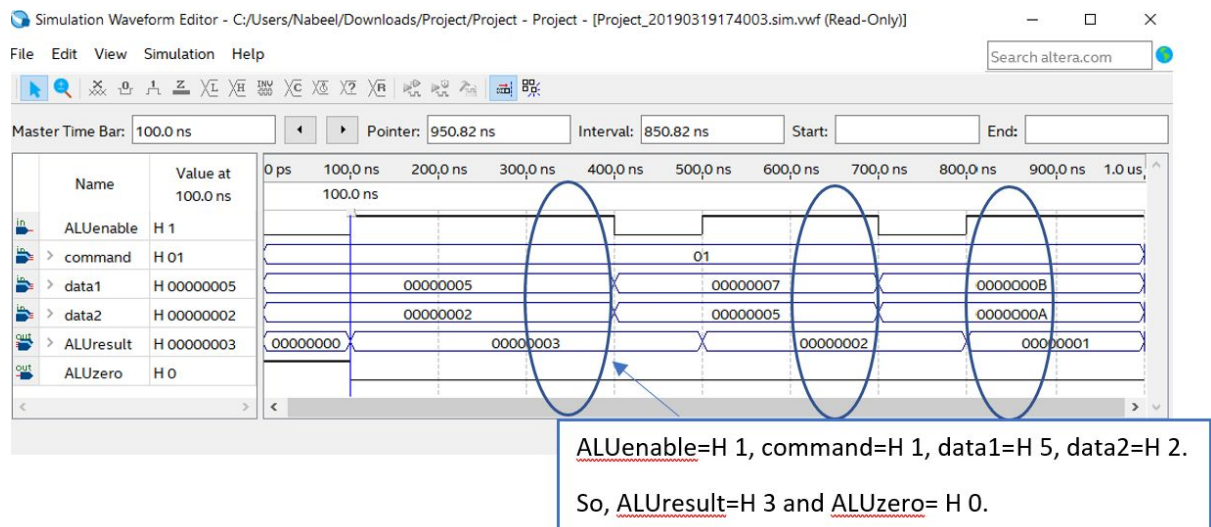 Simulation Waveform Editor - C:/Users/Nabeel/Downloads/Project/Project - Project - [Project_20190319174003.sim.vwf (Read-Only)]
File Edit View Simulation Help
Search altera.com
Master Time Bar: 100.0 ns Pointer: 950.82 ns Interval: 850.82 ns Start: End:
Name Value at 100.0 ns
0 ps 100.0 ns 200.0 ns 300.0 ns 400.0 ns 500.0 ns 600.0 ns 700.0 ns 800.0 ns 900.0 ns 1.0 us
100.0 ns
in ALUenable H 1
in > command H 01 01
in > data1 H 00000005 00000005 00000007 0000000B
in > data2 H 00000002 00000002 00000005 0000000A
out > ALUresult H 00000003 00000000 00000003 00000002 00000001
out ALUzero H 0
ALUenable=H 1, command=H 1, data1=H 5, data2=H 2.
So, ALUresult=H 3 and ALUzero= H 0.